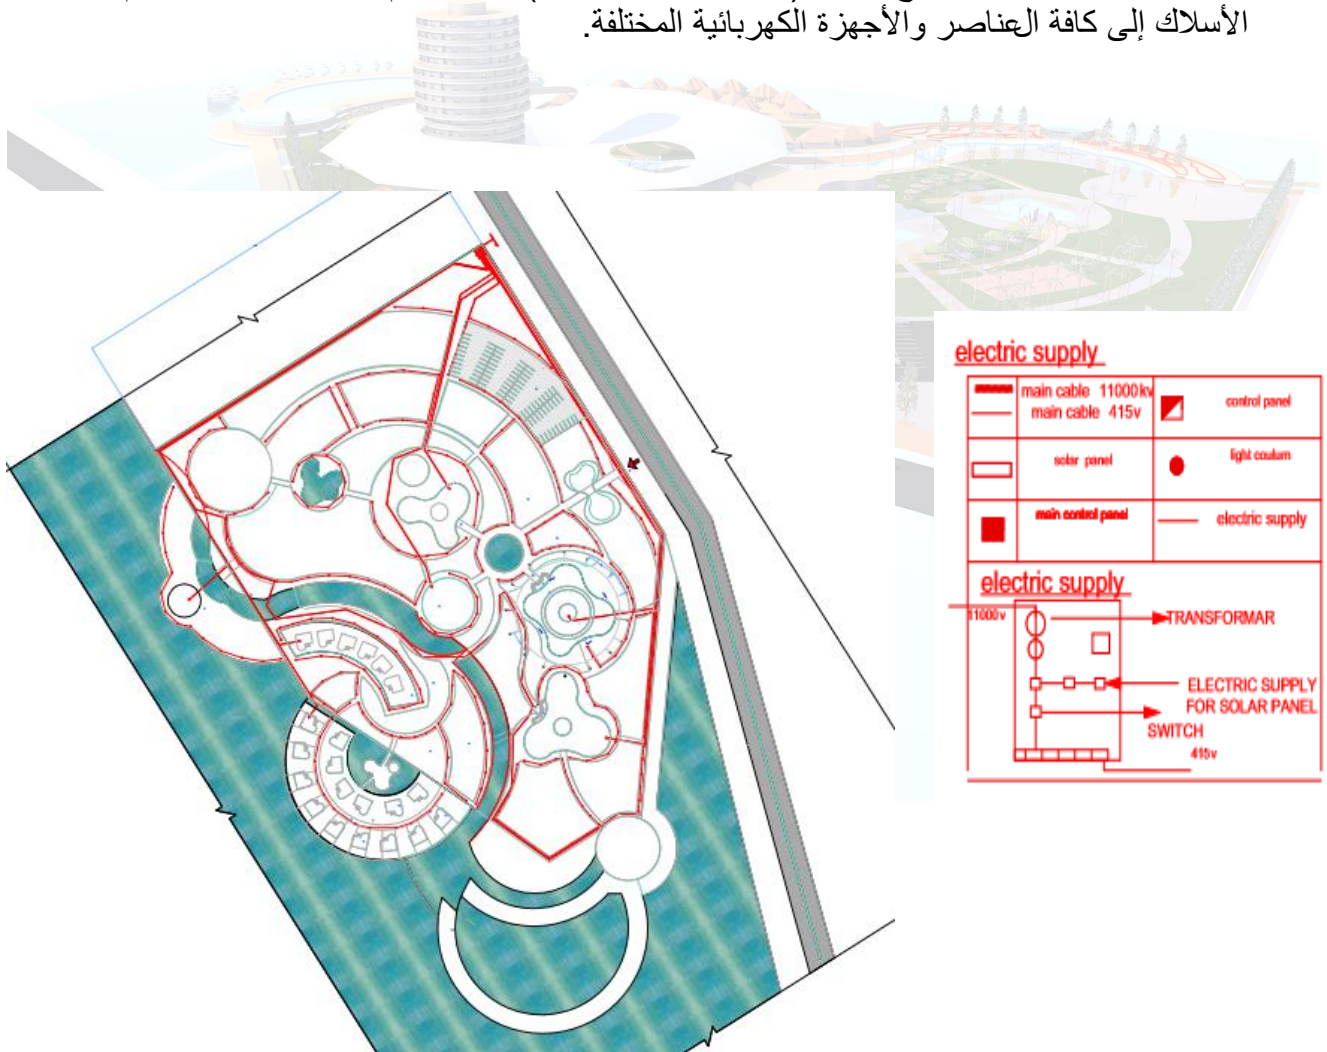 الأسلاك إلى كافة العناصر والأجهزة الكهربائية المختلفة.
electric supply
main cable 11000kv
main cable 415v
control panel
solar panel
light coulum
main control panel
electric supply
electric supply
11000v
TRANSFORMAR
ELECTRIC SUPPLY
FOR SOLAR PANEL
SWITCH
415v